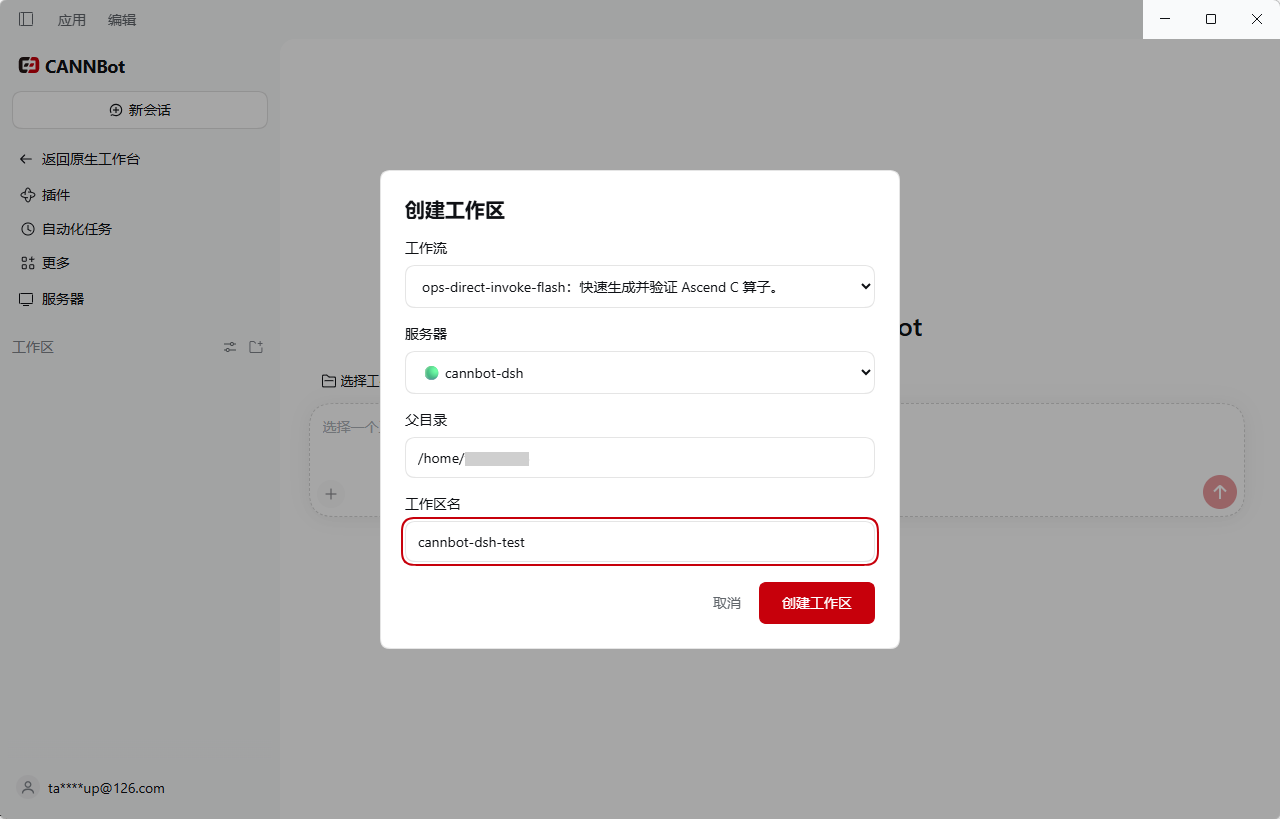 应用 编辑
CANNBot
新会话
返回原生工作台
插件
自动化任务
更多
服务器
工作区
ta****up@126.com
ot
选择工
选择一个
创建工作区
工作流
ops-direct-invoke-flash：快速生成并验证 Ascend C 算子。
服务器
cannbot-dsh
父目录
/home/
工作区名
cannbot-dsh-test
取消 创建工作区